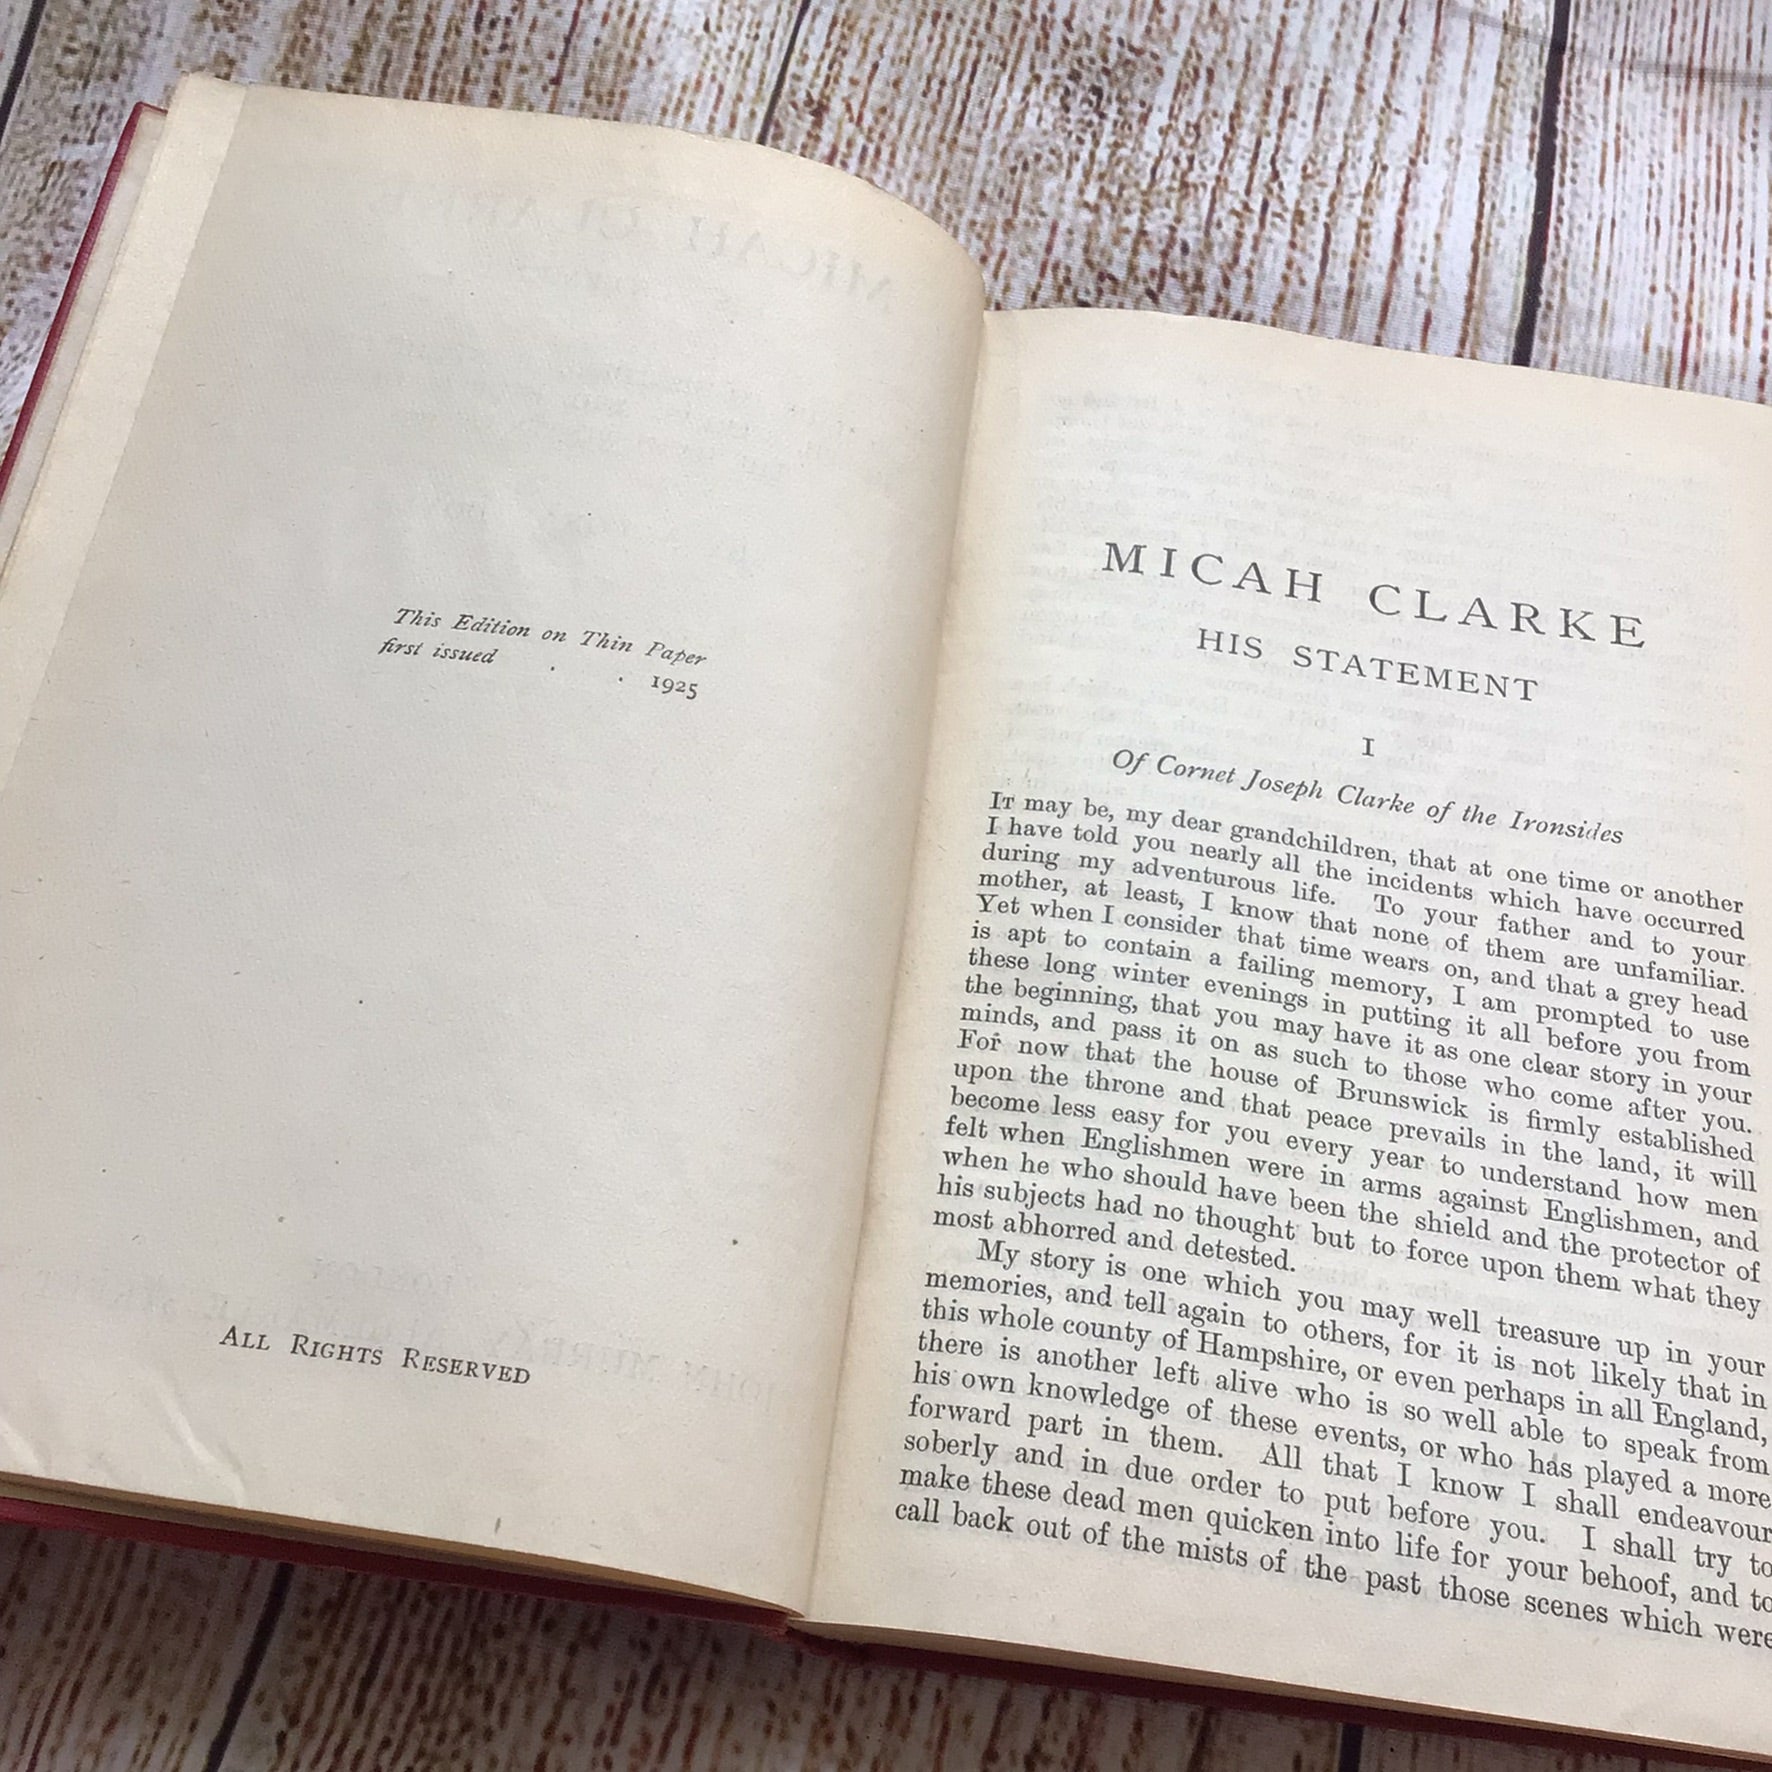 This Edition on Thin Paper
first issued . . 1925
ALL RIGHTS RESERVED
MICAH CLARKE
HIS STATEMENT
I
Of Cornet Joseph Clarke of the Ironsides
IT may be, my dear grandchildren, that at one time or another
I have told you nearly all the incidents which have occurred
during my adventurous life. To your father and to your
mother, at least, I know that none of them are unfamiliar.
Yet when I consider that time wears on, and that a grey head
is apt to contain a failing memory, I am prompted to use
these long winter evenings in putting it all before you from
the beginning, that you may have it as one clear story in your
minds, and pass it on as such to those who come after you.
For now that the house of Brunswick is firmly established
upon the throne and that peace prevails in the land, it will
become less easy for you every year to understand how men
felt when Englishmen were in arms against Englishmen, and
when he who should have been the shield and the protector of
his subjects had no thought but to force upon them what they
most abhorred and detested.
My story is one which you may well treasure up in your
memories, and tell again to others, for it is not likely that in
this whole county of Hampshire, or even perhaps in all England,
there is another left alive who is so well able to speak from
his own knowledge of these events, or who has played a more
forward part in them. All that I know I shall endeavour
soberly and in due order to put before you. I shall try to
make these dead men quicken into life for your behoof, and to
call back out of the mists of the past those scenes which were